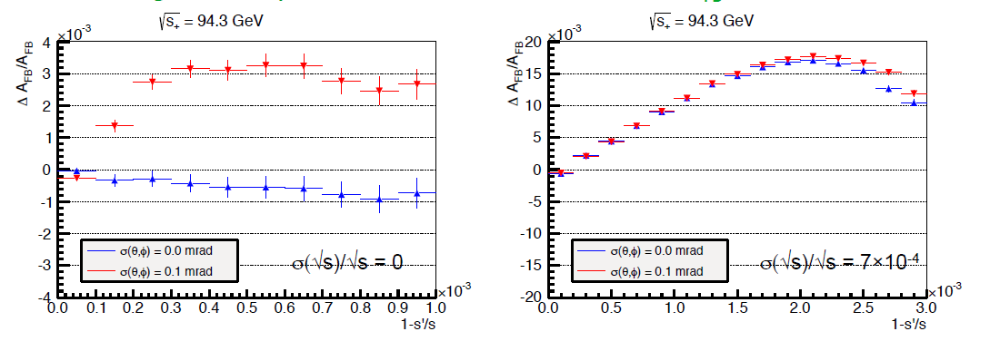 √s₊ = 94.3 GeV
×10⁻³
Δ A_FB/A_FB
4
3
2
1
0
-1
-2
-3
-4
σ(θ,φ) = 0.0 mrad
σ(θ,φ) = 0.1 mrad
σ(√s)/√s = 0
0.0 0.1 0.2 0.3 0.4 0.5 0.6 0.7 0.8 0.9 1.0
×10⁻³
1-s'/s
√s₊ = 94.3 GeV
×10⁻³
Δ A_FB/A_FB
20
15
10
5
0
-5
-10
-15
-20
σ(θ,φ) = 0.0 mrad
σ(θ,φ) = 0.1 mrad
σ(√s)/√s = 7×10⁻⁴
0.0 0.5 1.0 1.5 2.0 2.5 3.0
×10⁻³
1-s'/s